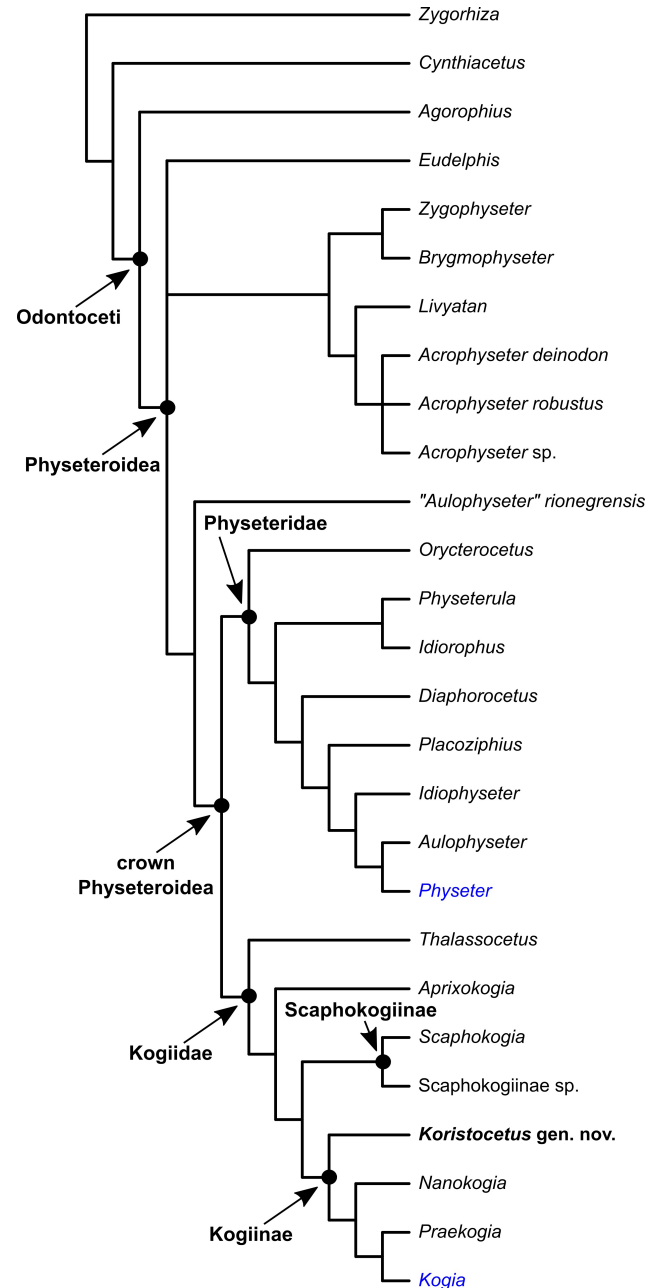 Zygorhiza
Cynthiacetus
Agorophius
Eudelphis
Zygophyseter
Brygmophyseter
Odontoceti
Livyatan
Acrophyseter deinodon
Acrophyseter robustus
Acrophyseter sp.
Physeteroidea
"Aulophyseter" rionegrensis
Physeteridae
Orycterocetus
Physeterula
Idiorophus
Diaphorocetus
Placoziphius
Idiophyseter
Aulophyseter
crown
Physeteroidea
Physeter
Thalassocetus
Aprixokogia
Scaphokogiinae
Scaphokogia
Kogiidae
Scaphokogiinae sp.
Koristocetus gen. nov.
Nanokogia
Praekogia
Kogiinae
Kogia